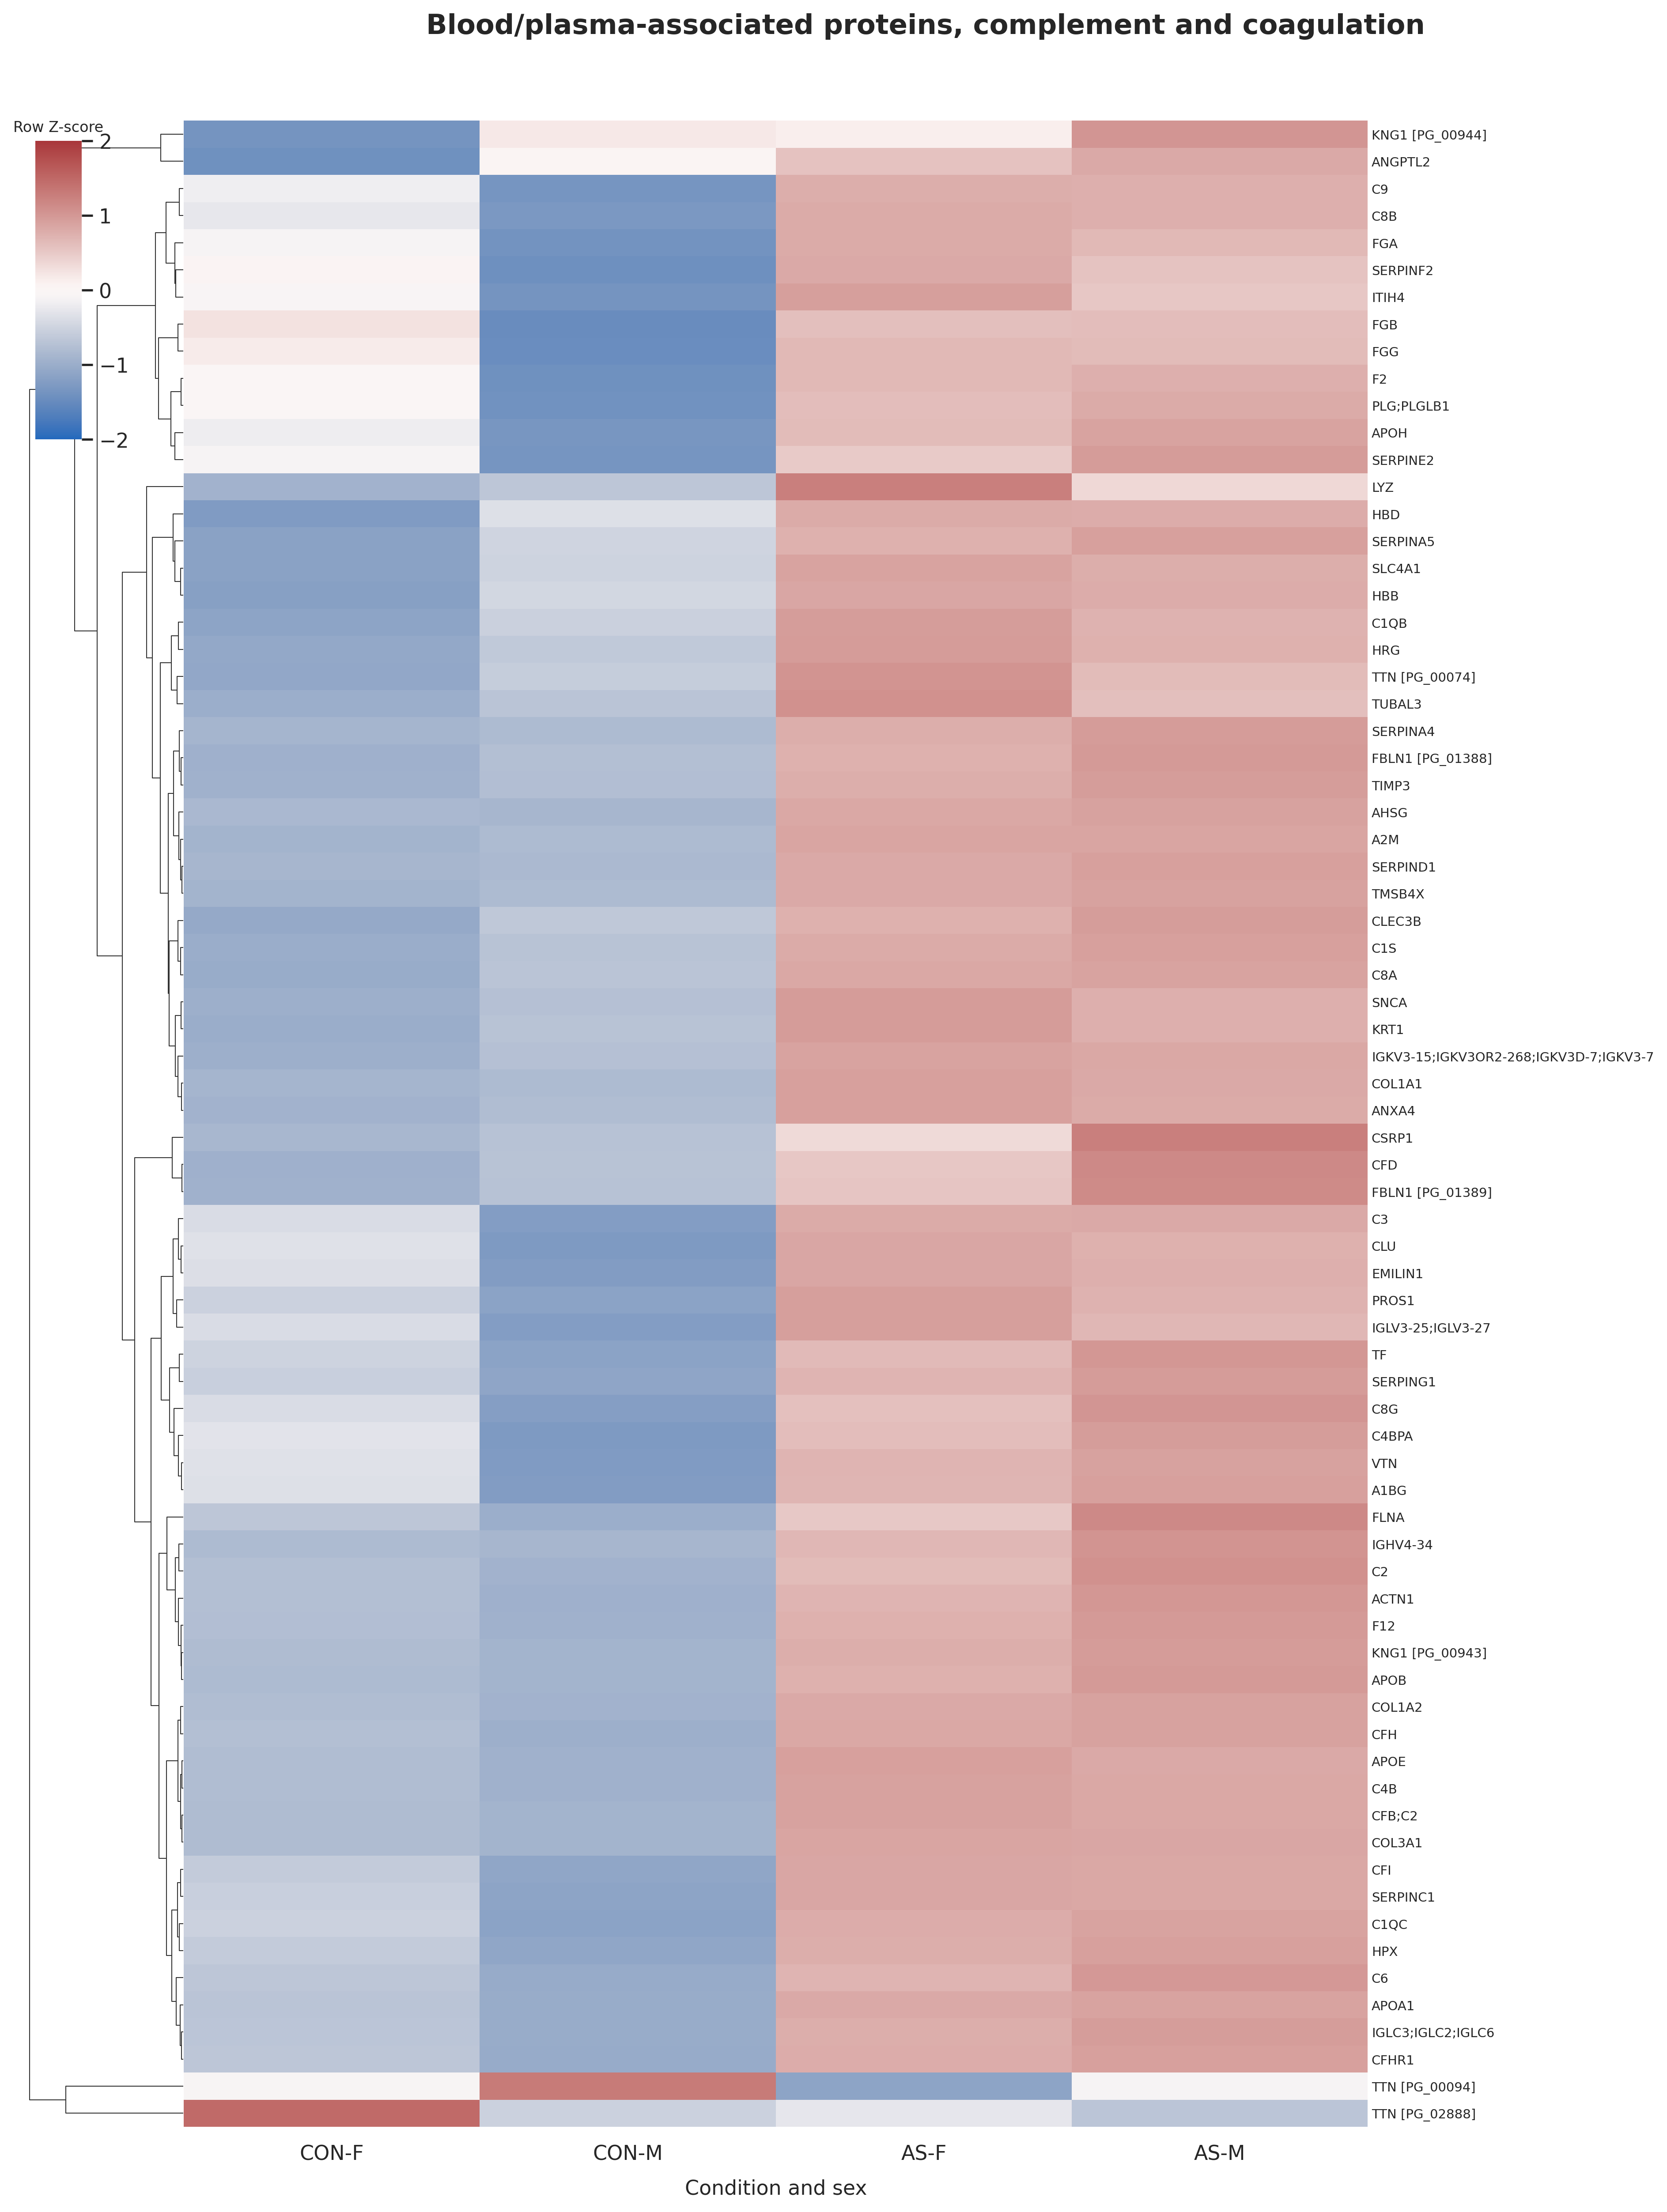 Blood/plasma-associated proteins, complement and coagulation
Row Z-score
2
1
0
−1
−2
KNG1 [PG_00944]
ANGPTL2
C9
C8B
FGA
SERPINF2
ITIH4
FGB
FGG
F2
PLG;PLGLB1
APOH
SERPINE2
LYZ
HBD
SERPINA5
SLC4A1
HBB
C1QB
HRG
TTN [PG_00074]
TUBAL3
SERPINA4
FBLN1 [PG_01388]
TIMP3
AHSG
A2M
SERPIND1
TMSB4X
CLEC3B
C1S
C8A
SNCA
KRT1
IGKV3-15;IGKV3OR2-268;IGKV3D-7;IGKV3-7
COL1A1
ANXA4
CSRP1
CFD
FBLN1 [PG_01389]
C3
CLU
EMILIN1
PROS1
IGLV3-25;IGLV3-27
TF
SERPING1
C8G
C4BPA
VTN
A1BG
FLNA
IGHV4-34
C2
ACTN1
F12
KNG1 [PG_00943]
APOB
COL1A2
CFH
APOE
C4B
CFB;C2
COL3A1
CFI
SERPINC1
C1QC
HPX
C6
APOA1
IGLC3;IGLC2;IGLC6
CFHR1
TTN [PG_00094]
TTN [PG_02888]
CON-F CON-M AS-F AS-M
Condition and sex